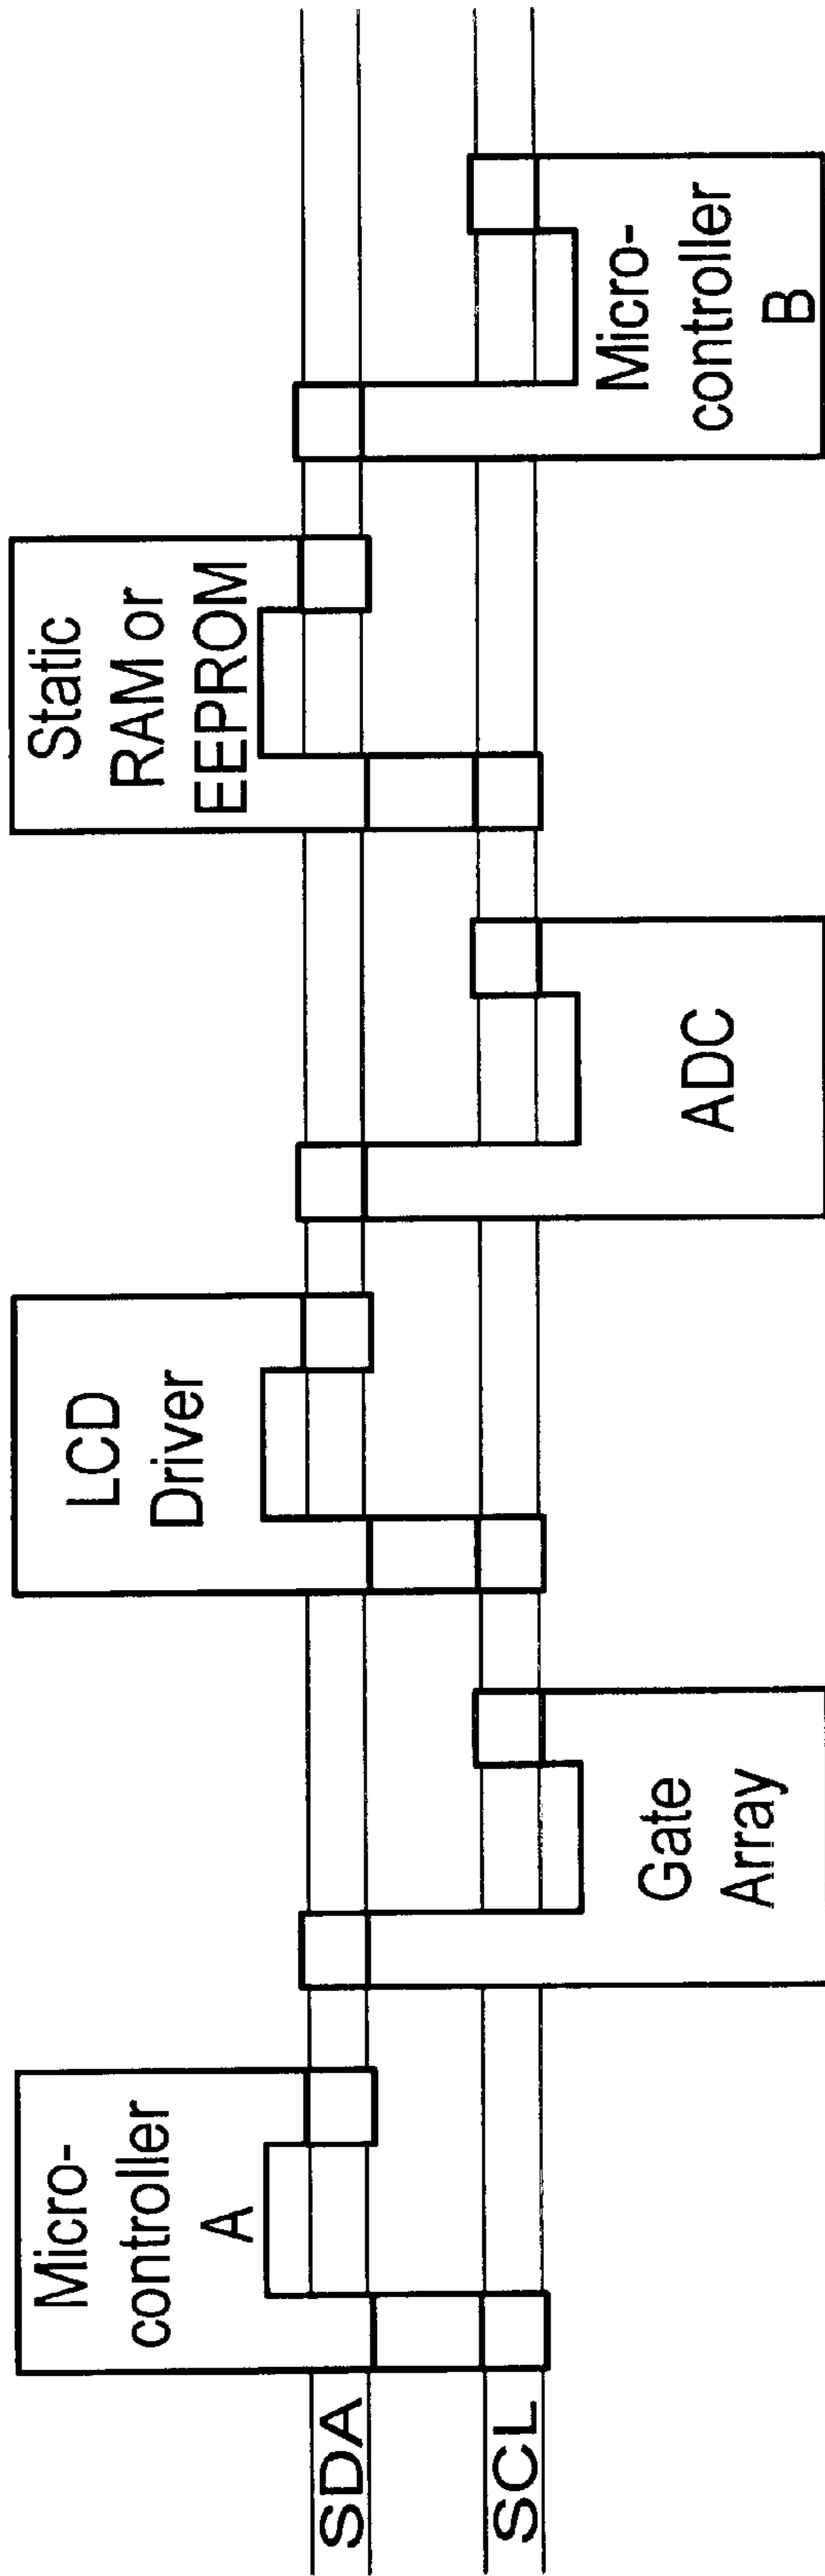 Micro-
controller
A
LCD
Driver
Static
RAM or
EEPROM
SDA
SCL
Gate
Array
ADC
Micro-
controller
B